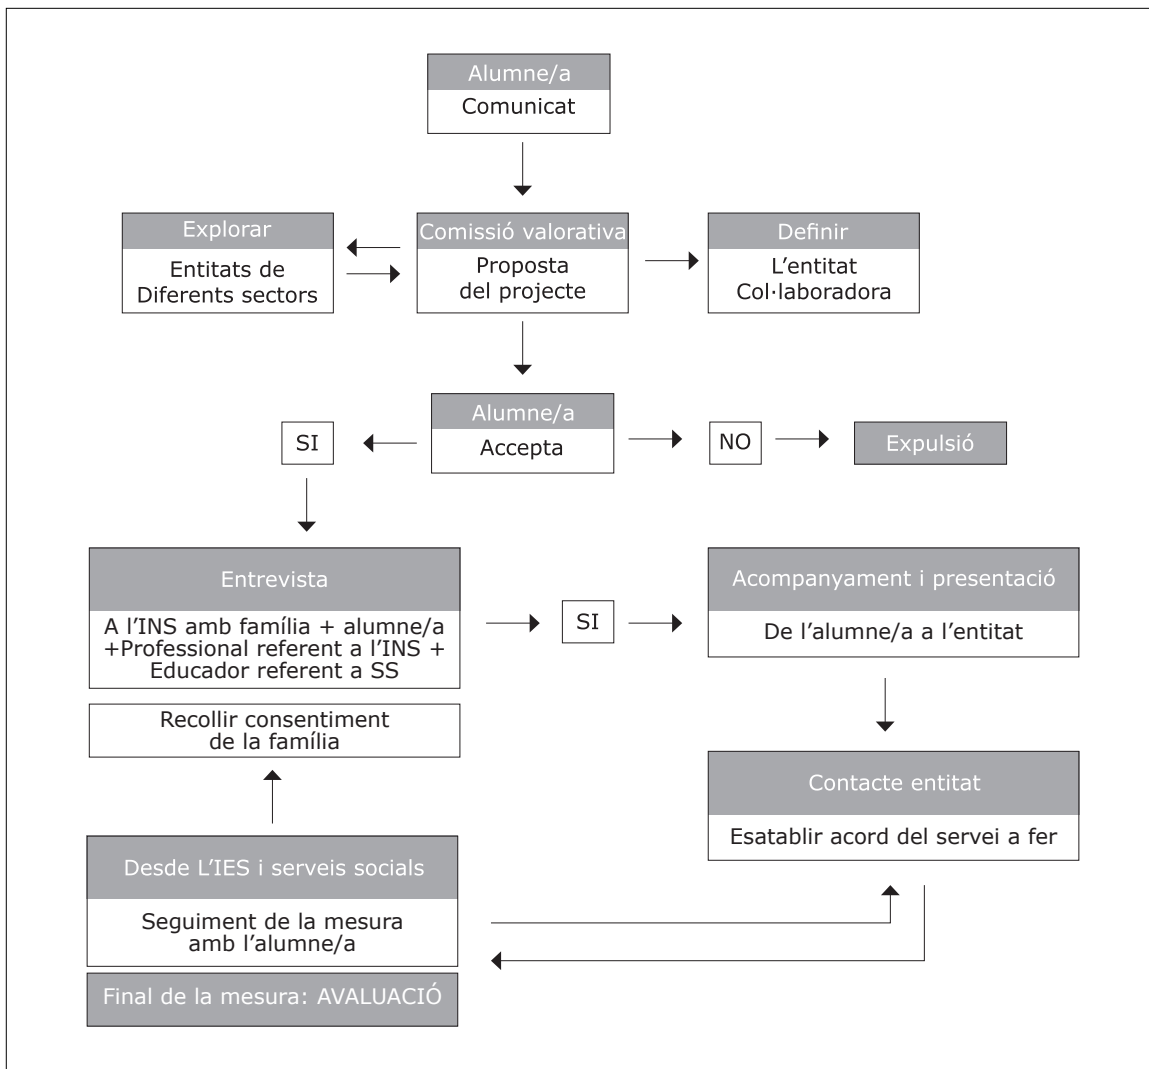 Alumne/a
Comunicat
Explorar
Entitats de
Diferents sectors
Comissió valorativa
Proposta
del projecte
Definir
L'entitat
Col·laboradora
Alumne/a
Accepta
SI
NO
Expulsió
Entrevista
A l'INS amb família + alumne/a
+Professional referent a l'INS +
Educador referent a SS
Recollir consentiment
de la família
SI
Acompanyament i presentació
De l'alumne/a a l'entitat
Contacte entitat
Esatablir acord del servei a fer
Desde L'IES i serveis socials
Seguiment de la mesura
amb l'alumne/a
Final de la mesura: AVALUACIÓ